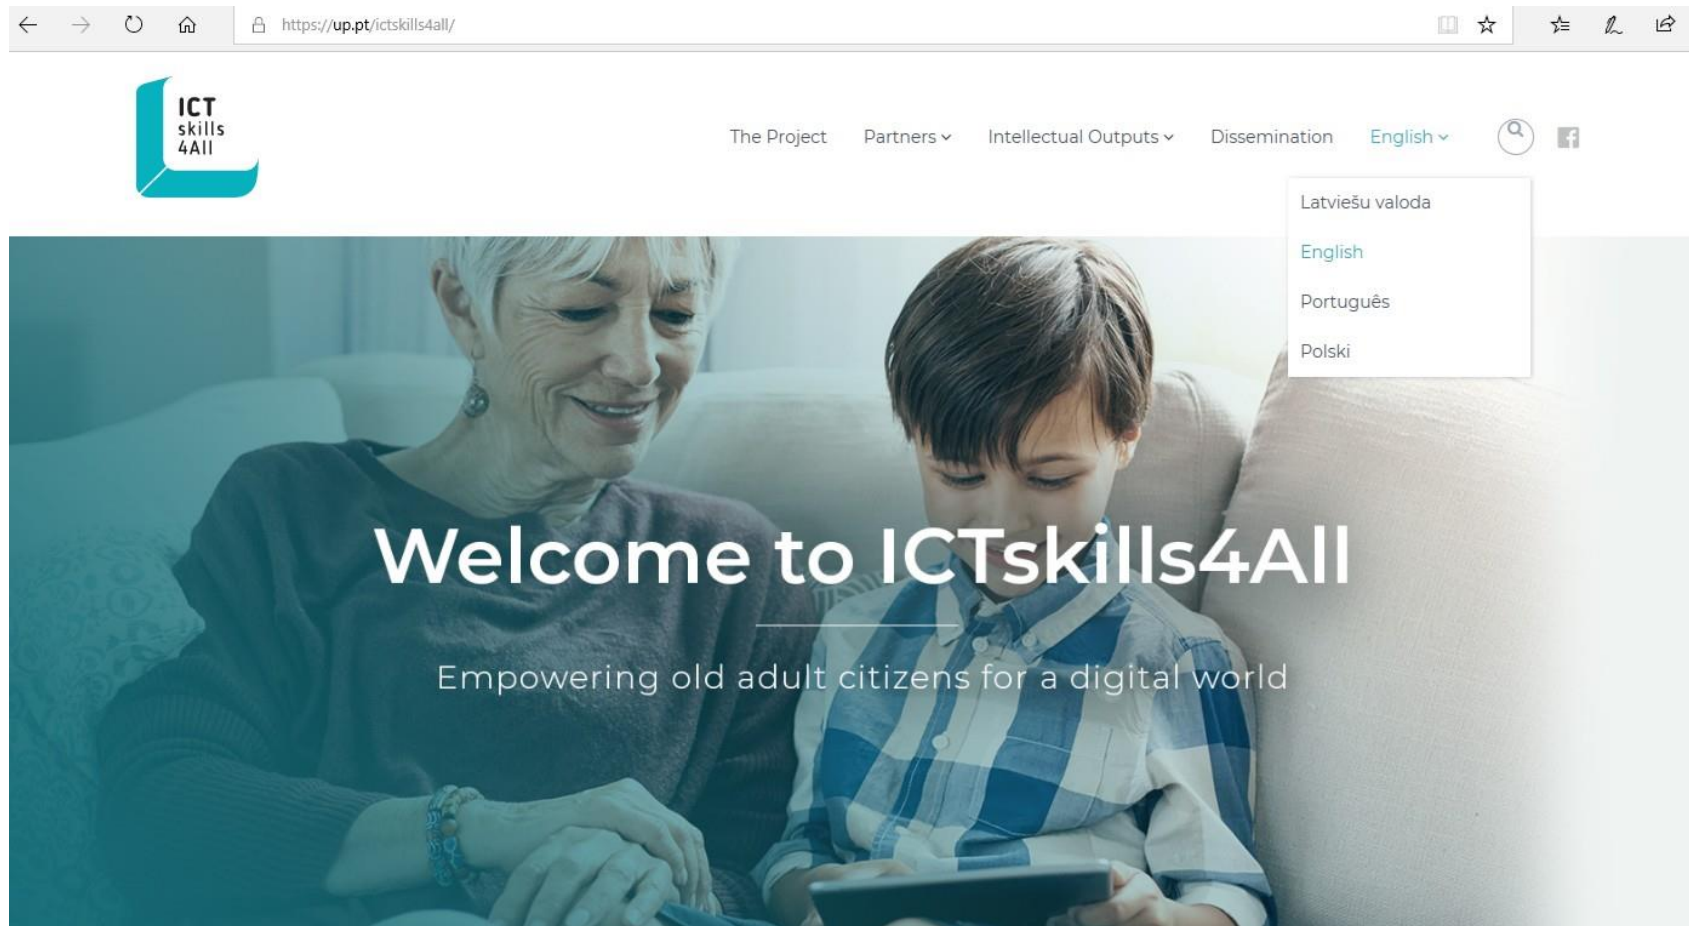 https://up.pt/ictskills4all/
ICT
skills
4All
The Project Partners Intellectual Outputs Dissemination English
Latviešu valoda
English
Português
Polski
Welcome to ICTskills4All
Empowering old adult citizens for a digital world